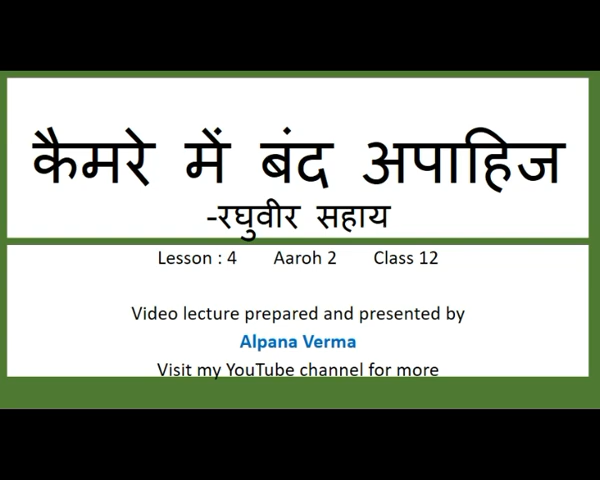 कैमरे में बंद अपाहिज
-रघुवीर सहाय
Lesson : 4 Aaroh 2 Class 12
Video lecture prepared and presented by
Alpana Verma
Visit my YouTube channel for more